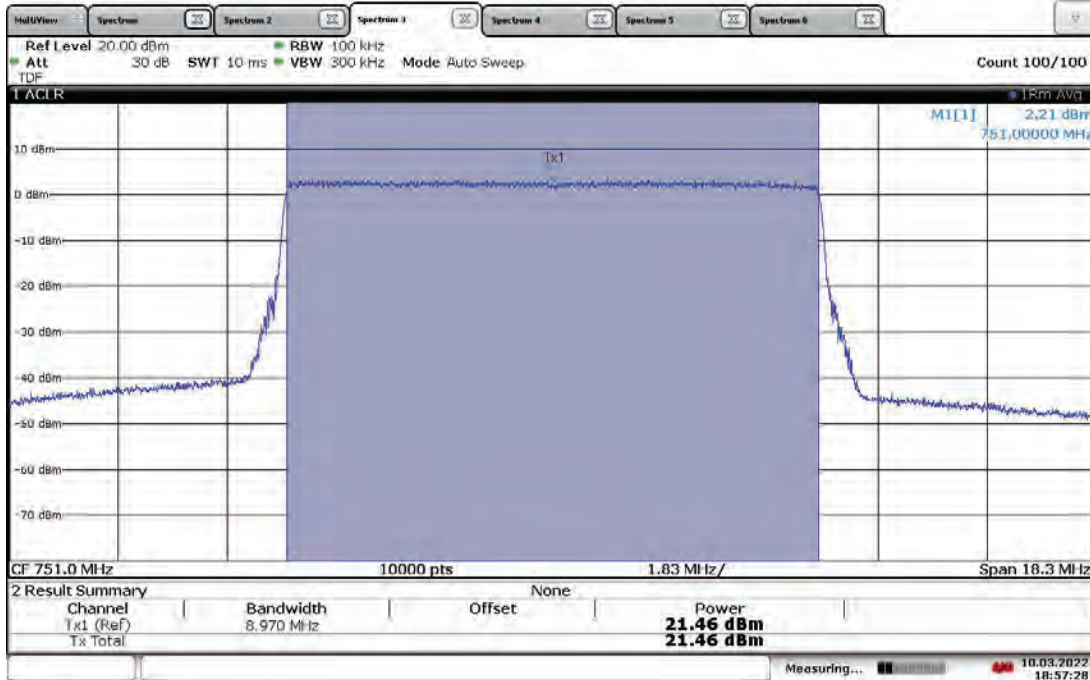 MultiView Spectrum Spectrum 2 Spectrum 3 Spectrum 4 Spectrum 5 Spectrum 6
Ref Level 20.00 dBm RBW 100 kHz
Att 30 dB SWT 10 ms VBW 300 kHz Mode Auto Sweep Count 100/100
TDF
1 ACLR 1Rm Avg
M1[1] 2.21 dBm
751.00000 MHz
10 dBm
Tx1
0 dBm
-10 dBm
-20 dBm
-30 dBm
-40 dBm
-50 dBm
-60 dBm
-70 dBm
CF 751.0 MHz 10000 pts 1.83 MHz/ Span 18.3 MHz
2 Result Summary None
Channel Bandwidth Offset Power
Tx1 (Ref) 8.970 MHz 21.46 dBm
Tx Total 21.46 dBm
Measuring... 10.03.2022
18:57:28